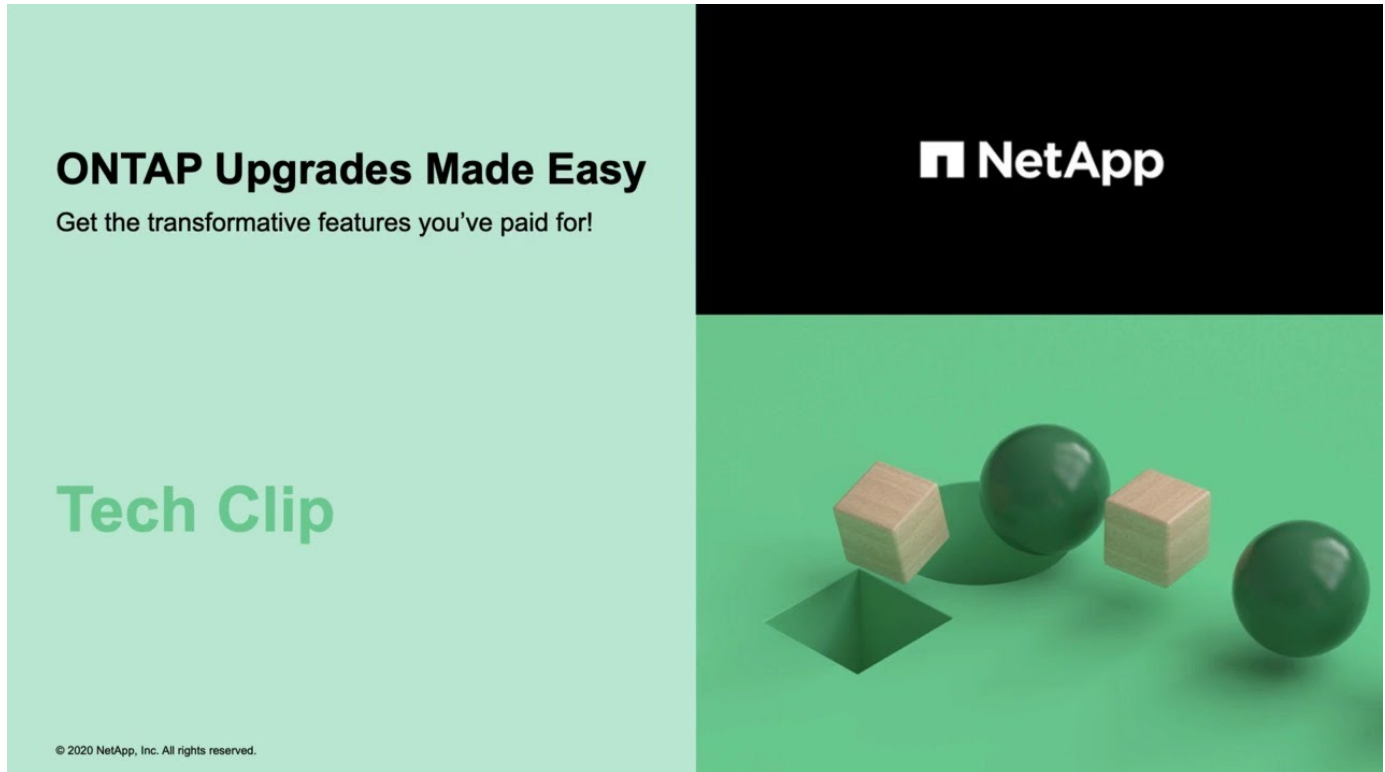 ONTAP Upgrades Made Easy
Get the transformative features you’ve paid for!
NetApp
Tech Clip
© 2020 NetApp, Inc. All rights reserved.